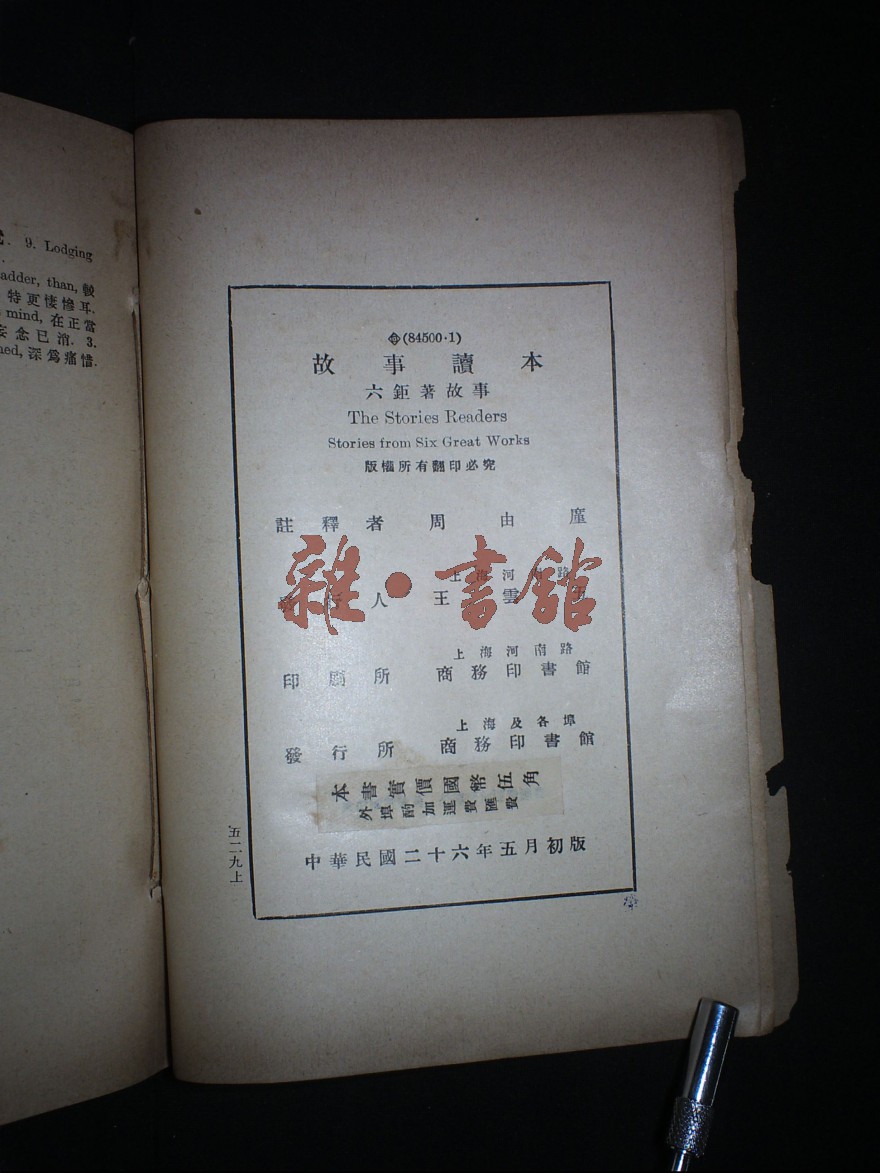 弍. 9. Lodging
adder, than, 較
特更悽慘耳.
mind, 在正當
妄念已消. 3.
ned, 深爲痛惜.
(84500·1)
故事讀本
六鉅著故事
The Stories Readers
Stories from Six Great Works
版權所有翻印必究
註釋者 周由廑
上海河南路
發行人 王雲五
雜·書館
上海河南路
印刷所 商務印書館
上海及各埠
發行所 商務印書館
本書實價國幣伍角
外埠酌加運費匯費
中華民國二十六年五月初版
五二九上